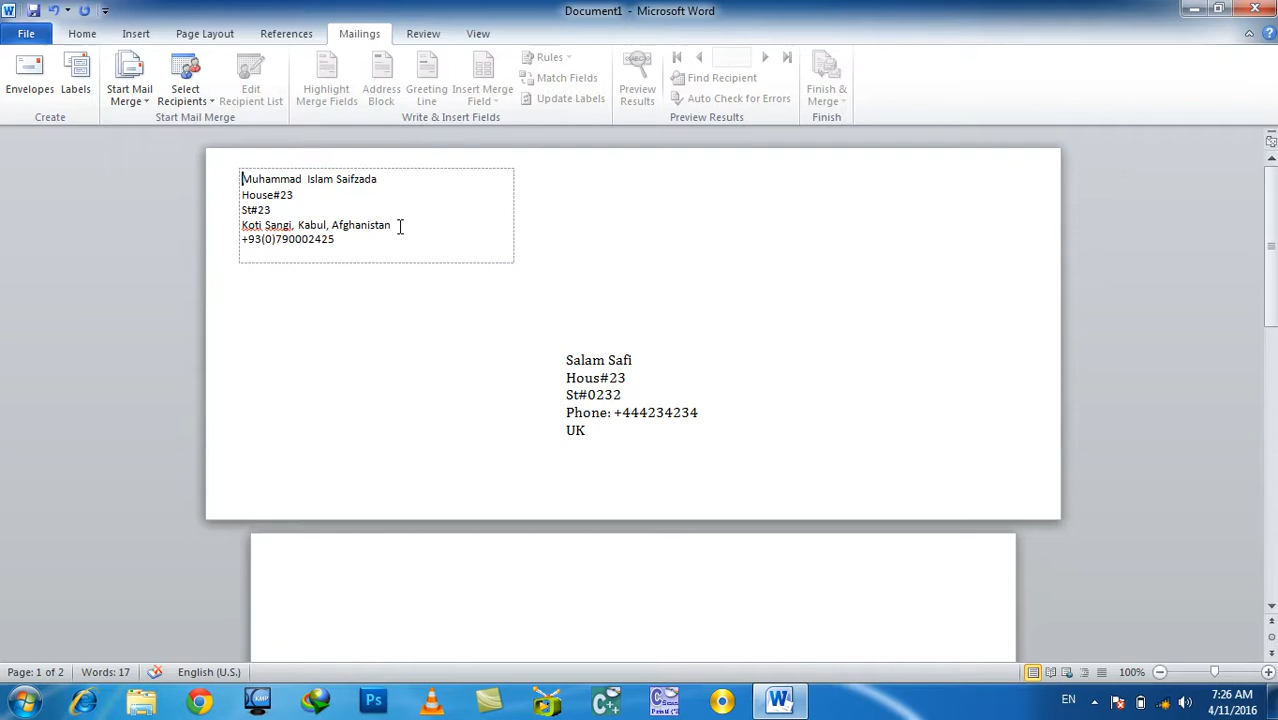 Document1 - Microsoft Word
File Home Insert Page Layout References Mailings Review View
Envelopes Labels Start Mail Merge Select Recipients Edit Recipient List Highlight Merge Fields Address Block Greeting Line Insert Merge Field Rules Match Fields Update Labels Preview Results Find Recipient Auto Check for Errors Finish & Merge
Create Start Mail Merge Write & Insert Fields Preview Results Finish
Muhammad Islam Saifzada
House#23
St#23
Koti Sangi, Kabul, Afghanistan
+93(0)790002425
Salam Safi
Hous#23
St#0232
Phone: +444234234
UK
Page: 1 of 2 Words: 17 English (U.S.) 100%
EN 7:26 AM
4/11/2016